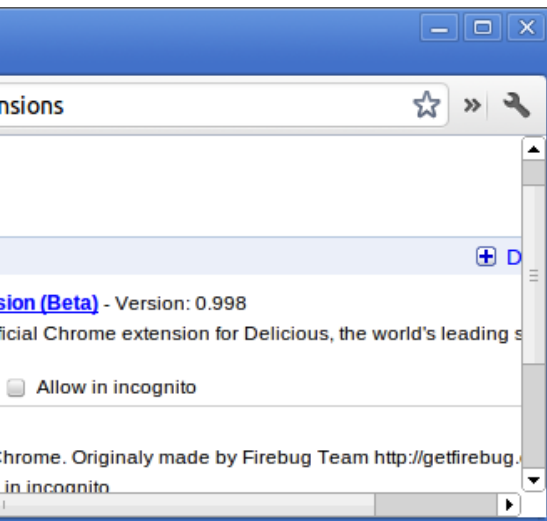 nsions
D
sion (Beta) - Version: 0.998
ficial Chrome extension for Delicious, the world's leading s
Allow in incognito
Chrome. Originaly made by Firebug Team http://getfirebug.
in incognito